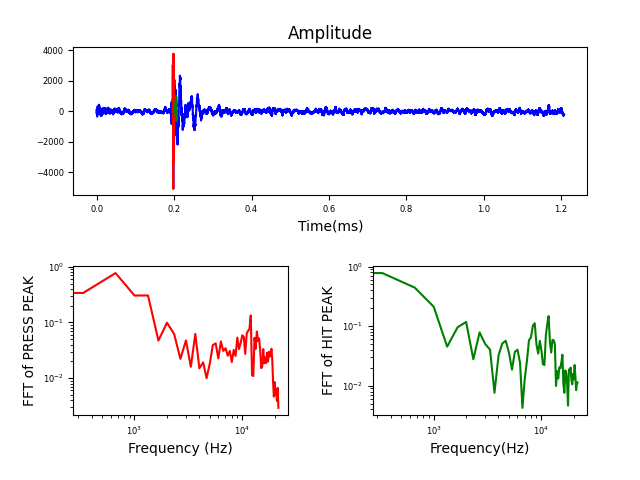 Amplitude
4000
2000
0
−2000
−4000
0.0 0.2 0.4 0.6 0.8 1.0 1.2
Time(ms)
FFT of PRESS PEAK
10⁰
10⁻¹
10⁻²
10³ 10⁴
Frequency (Hz)
FFT of HIT PEAK
10⁰
10⁻¹
10⁻²
10³ 10⁴
Frequency(Hz)